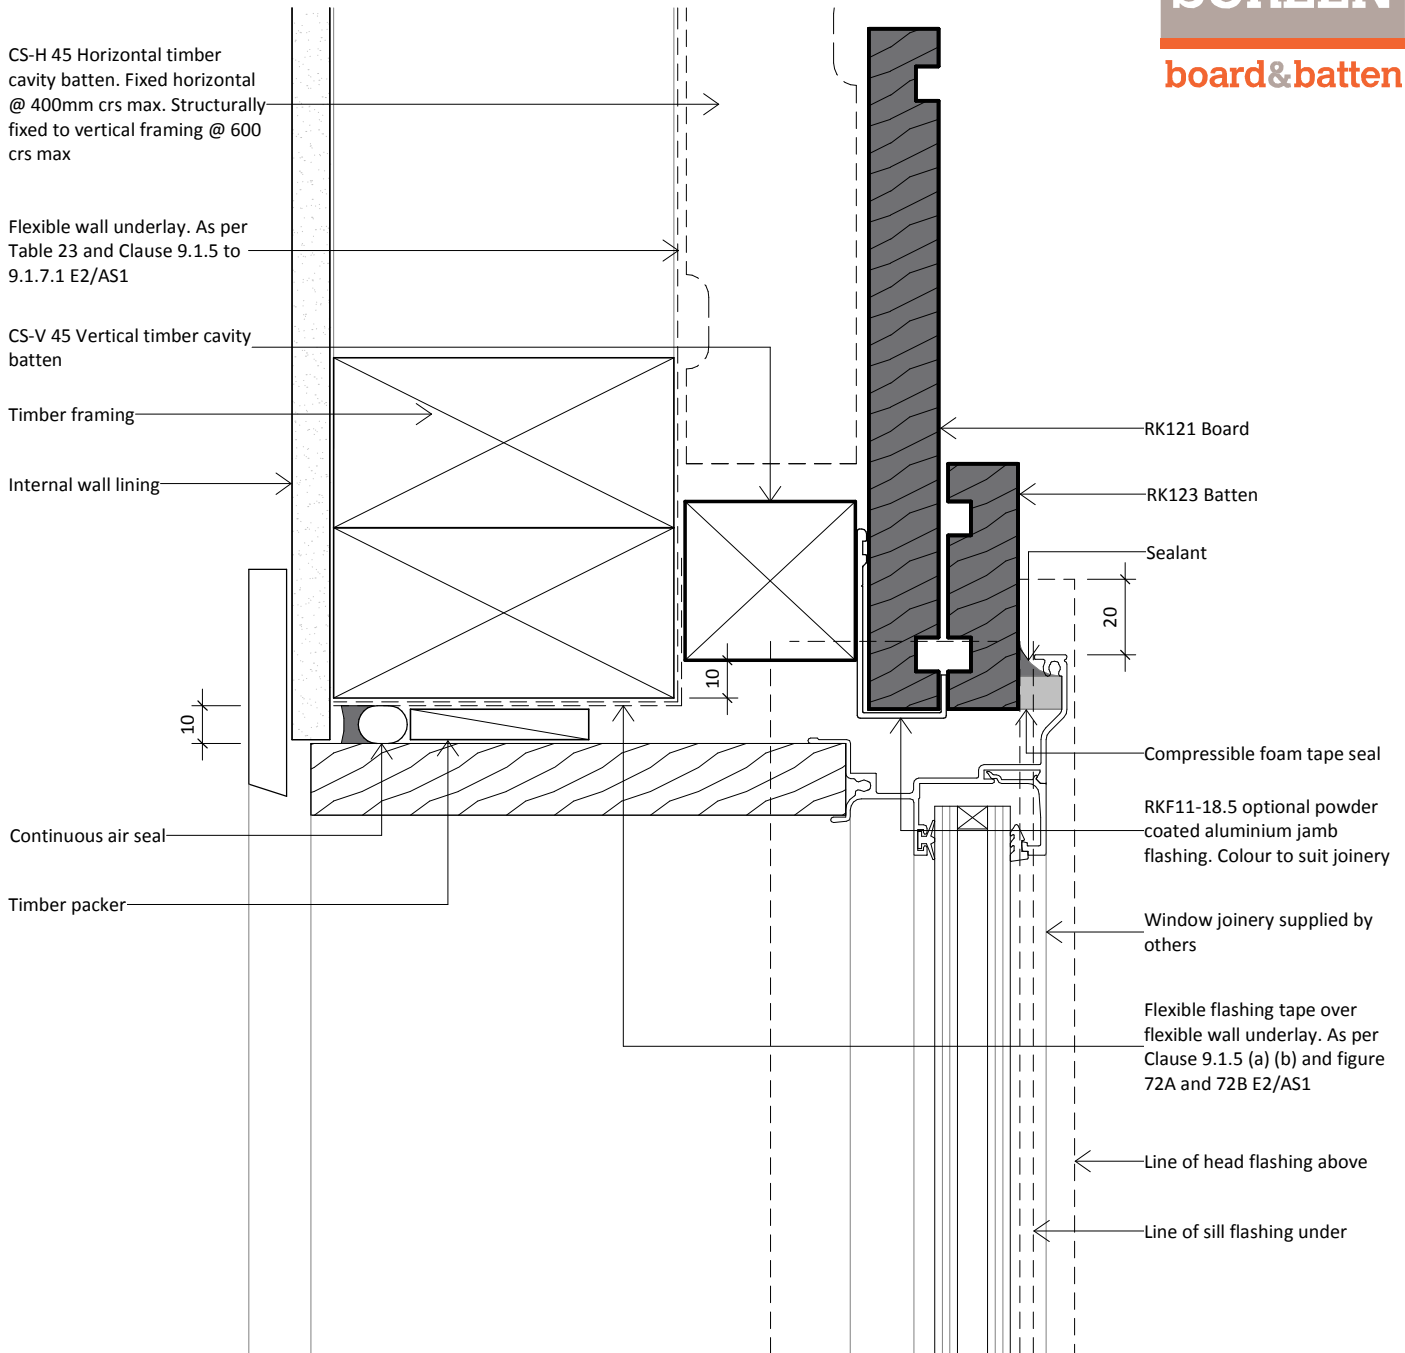 SCREEN
board&batten
CS-H 45 Horizontal timber
cavity batten. Fixed horizontal
@ 400mm crs max. Structurally
fixed to vertical framing @ 600
crs max
Flexible wall underlay. As per
Table 23 and Clause 9.1.5 to
9.1.7.1 E2/AS1
CS-V 45 Vertical timber cavity
batten
Timber framing
Internal wall lining
Continuous air seal
Timber packer
10
10
20
RK121 Board
RK123 Batten
Sealant
Compressible foam tape seal
RKF11-18.5 optional powder
coated aluminium jamb
flashing. Colour to suit joinery
Window joinery supplied by
others
Flexible flashing tape over
flexible wall underlay. As per
Clause 9.1.5 (a) (b) and figure
72A and 72B E2/AS1
Line of head flashing above
Line of sill flashing under